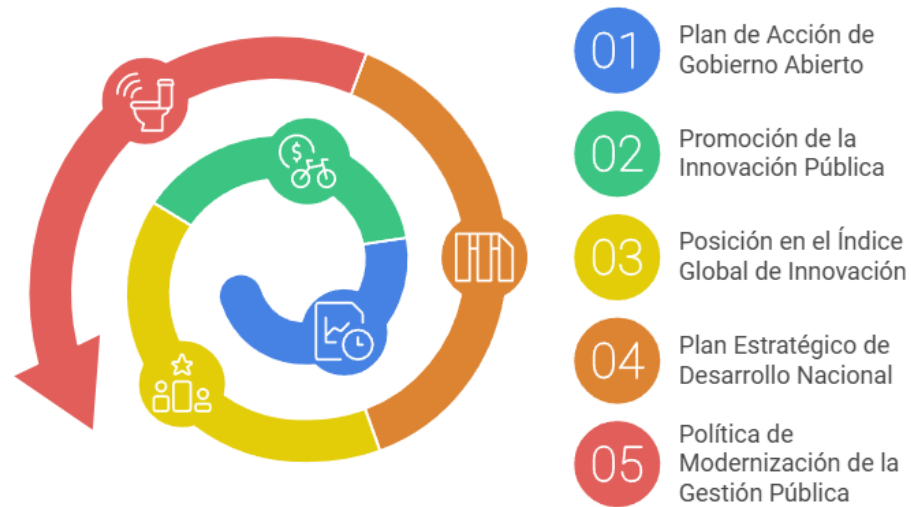 01
Plan de Acción de
Gobierno Abierto
02
Promoción de la
Innovación Pública
03
Posición en el Índice
Global de Innovación
04
Plan Estratégico de
Desarrollo Nacional
05
Política de
Modernización de la
Gestión Pública
$